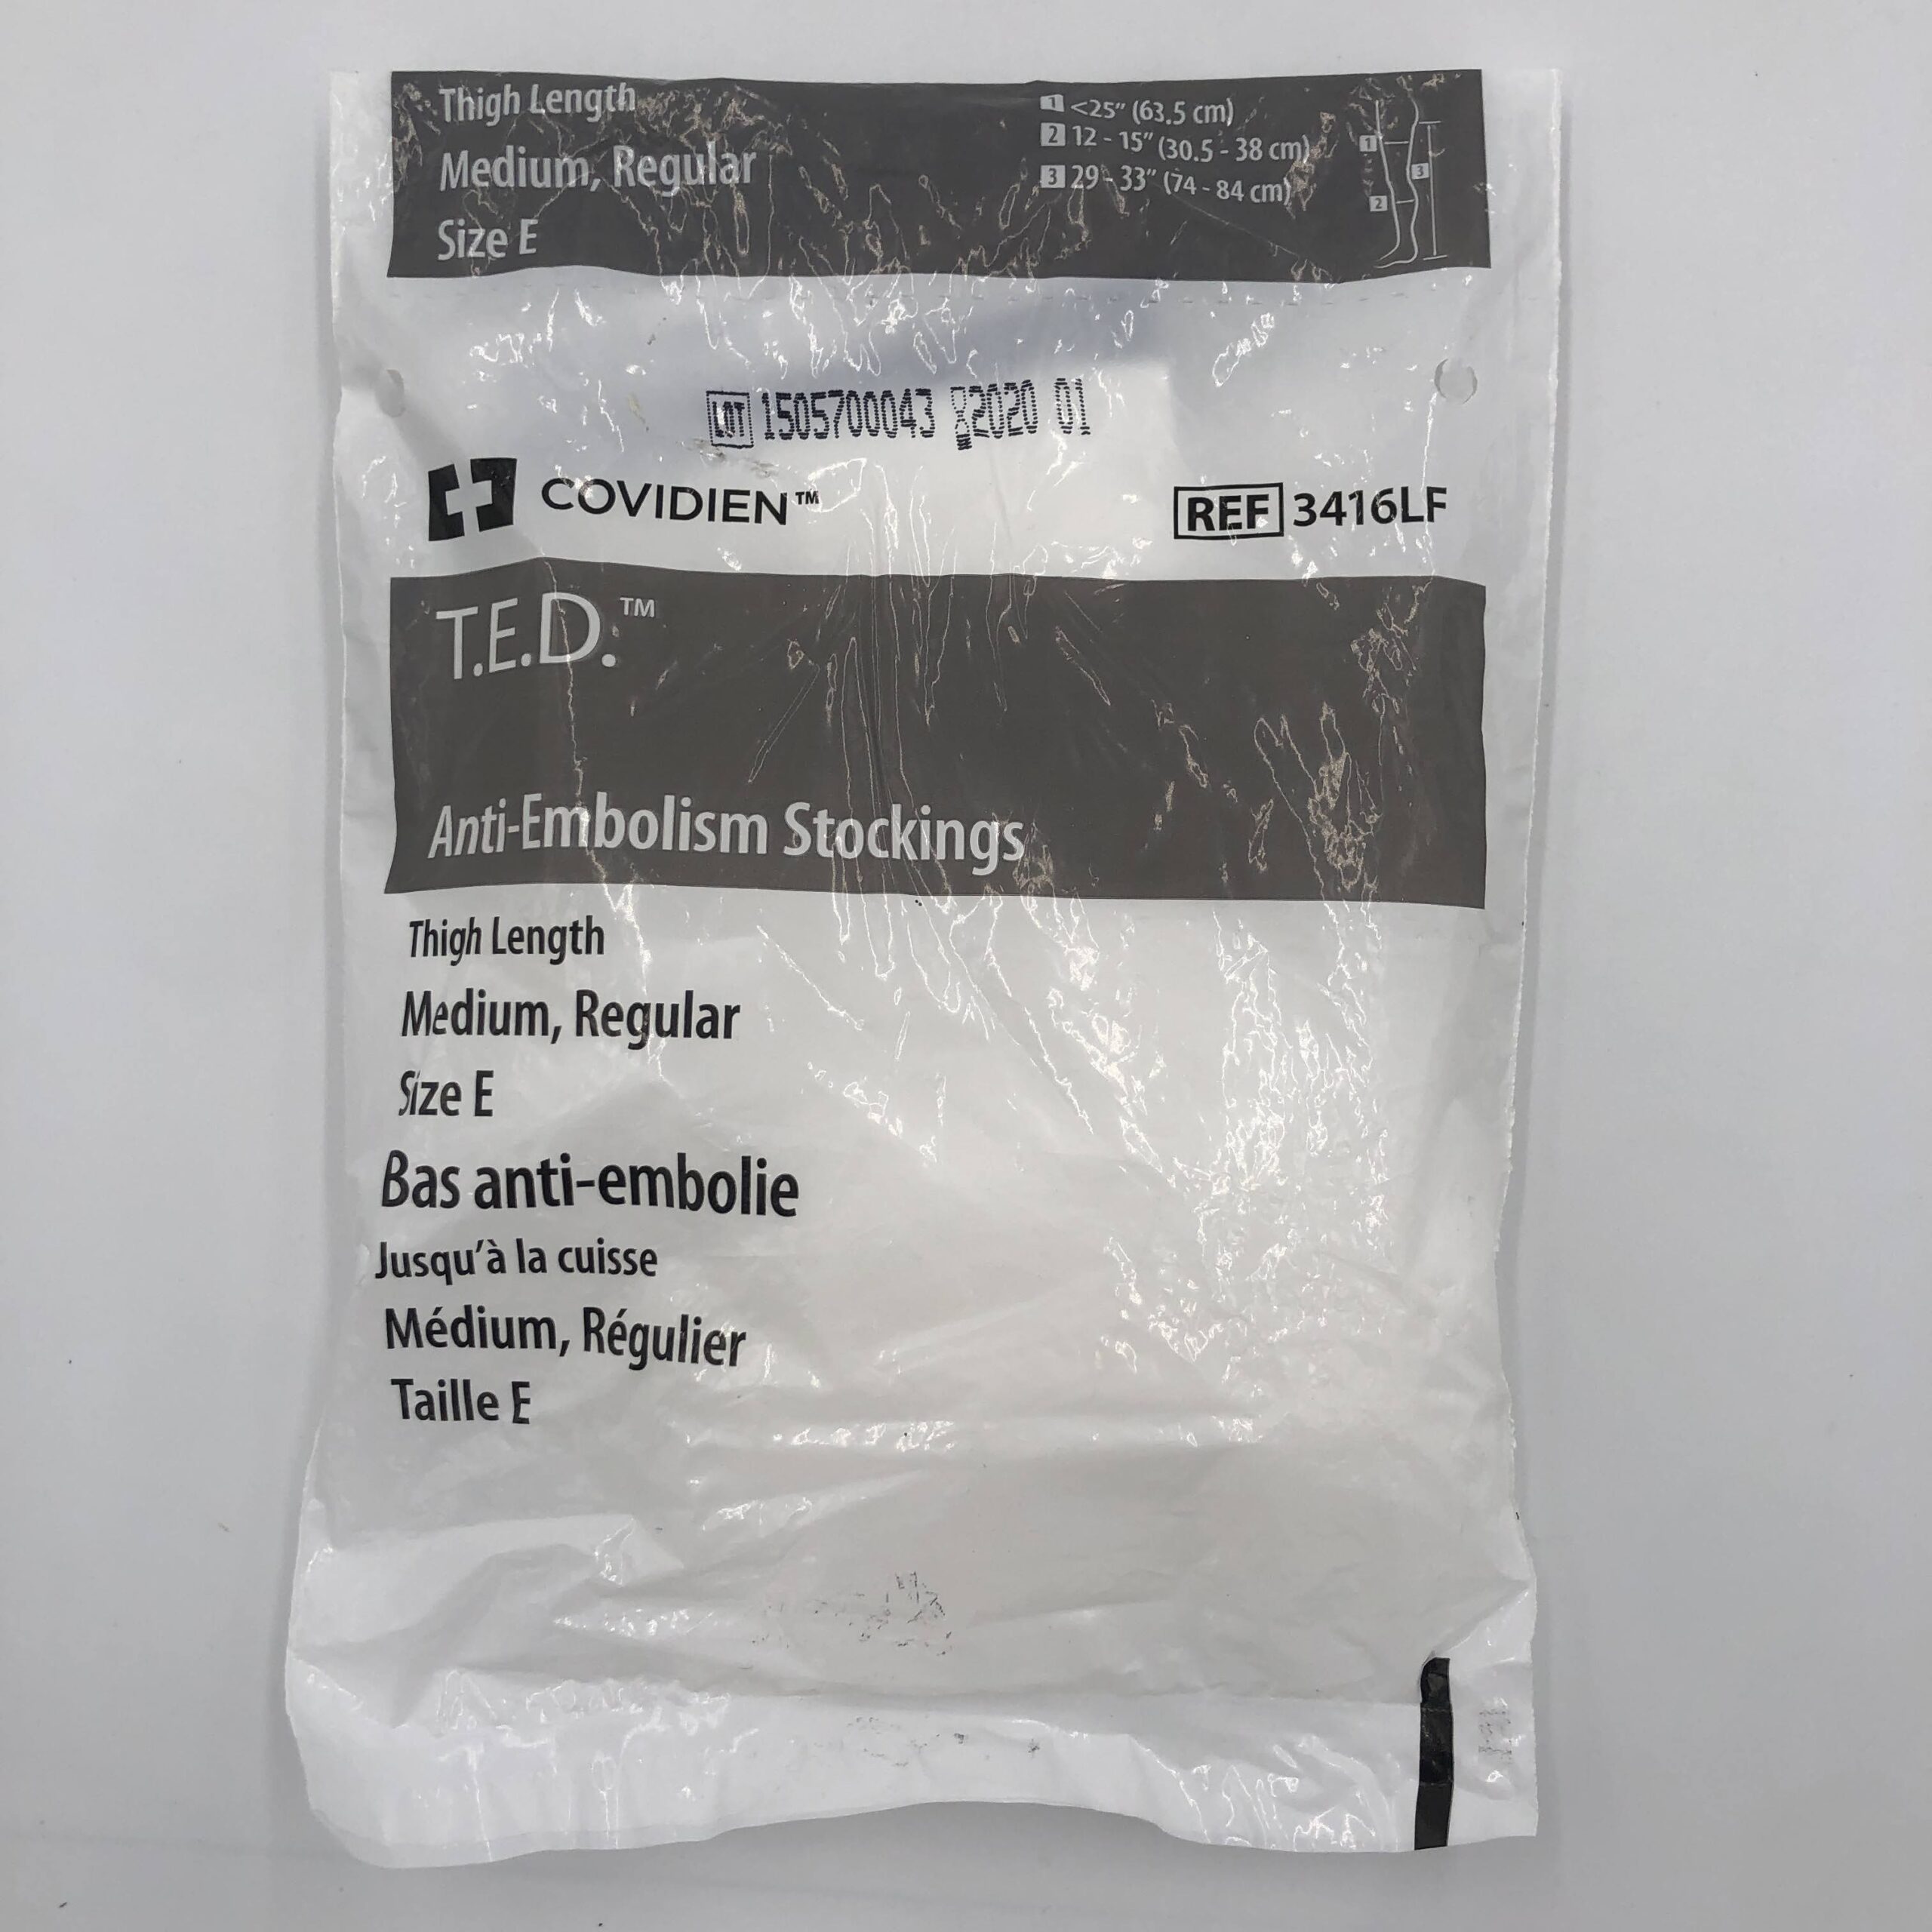 Thigh Length
Medium, Regular
Size E
1 <25" (63.5 cm)
2 12 - 15" (30.5 - 38 cm)
3 29 - 33" (74 - 84 cm)
1
2
3
LOT 1505700043 2020 01
COVIDIEN™
REF 3416LF
T.E.D.™
Anti-Embolism Stockings
Thigh Length
Medium, Regular
Size E
Bas anti-embolie
Jusqu'à la cuisse
Médium, Régulier
Taille E